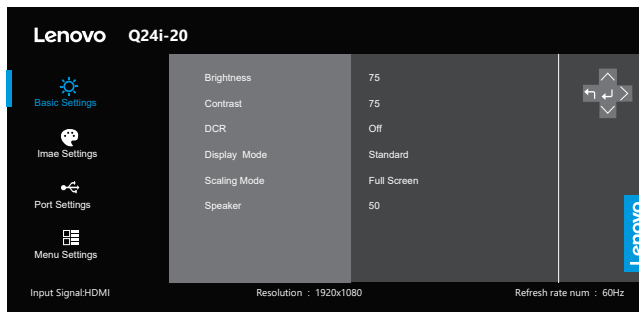 Lenovo Q24i-20
Basic Settings
Imae Settings
Port Settings
Menu Settings
Brightness 75
Contrast 75
DCR Off
Display Mode Standard
Scaling Mode Full Screen
Speaker 50
Lenovo
Input Signal:HDMI Resolution : 1920x1080 Refresh rate num : 60Hz